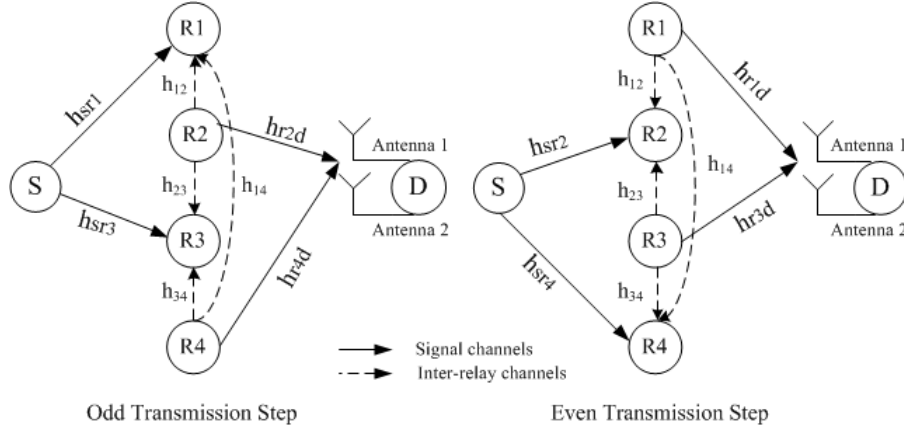 R1
hsr1
h12
R2
hr2d
Antenna 1
S
h23
h14
D
hsr3
R3
Antenna 2
h34
hr4d
R4
Odd Transmission Step
R1
h12
hr1d
hsr2
R2
Antenna 1
S
h23
h14
D
hr3d
Antenna 2
hsr4
R3
h34
R4
Even Transmission Step
Signal channels
Inter-relay channels